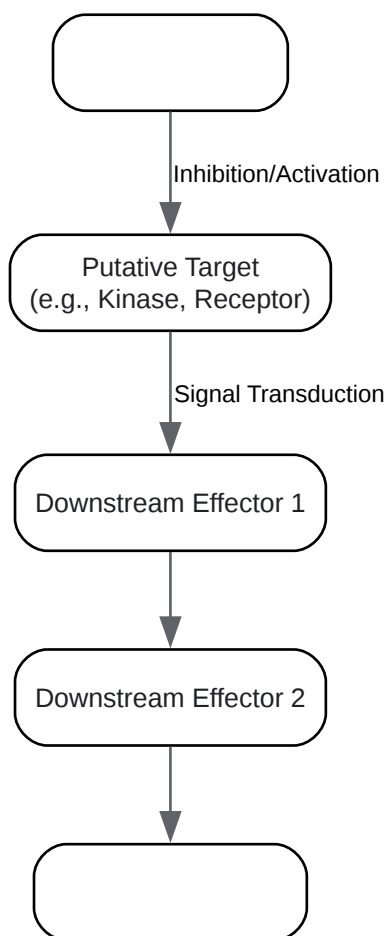 Inhibition/Activation
Putative Target
(e.g., Kinase, Receptor)
Signal Transduction
Downstream Effector 1
Downstream Effector 2